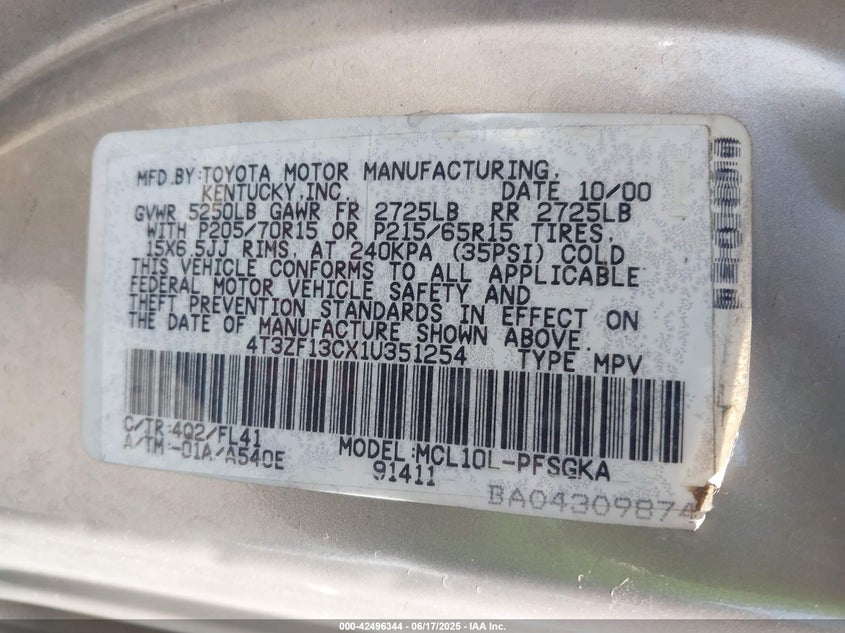 MFD.BY:TOYOTA MOTOR MANUFACTURING,
KENTUCKY,INC. DATE 10/00
GVWR 5250LB GAWR FR 2725LB RR 2725LB
WITH P205/70R15 OR P215/65R15 TIRES,
15X6.5JJ RIMS, AT 240KPA (35PSI) COLD
THIS VEHICLE CONFORMS TO ALL APPLICABLE
FEDERAL MOTOR VEHICLE SAFETY AND
THEFT PREVENTION STANDARDS IN EFFECT ON
THE DATE OF MANUFACTURE SHOWN ABOVE.
4T3ZF13CX1U351254 TYPE MPV
C/TR:4Q2/FL41
A/TM-01A/A540E MODEL:MCL10L-PFSGKA
91411
BA04309874
000-42496344 - 06/17/2025 - IAA Inc.